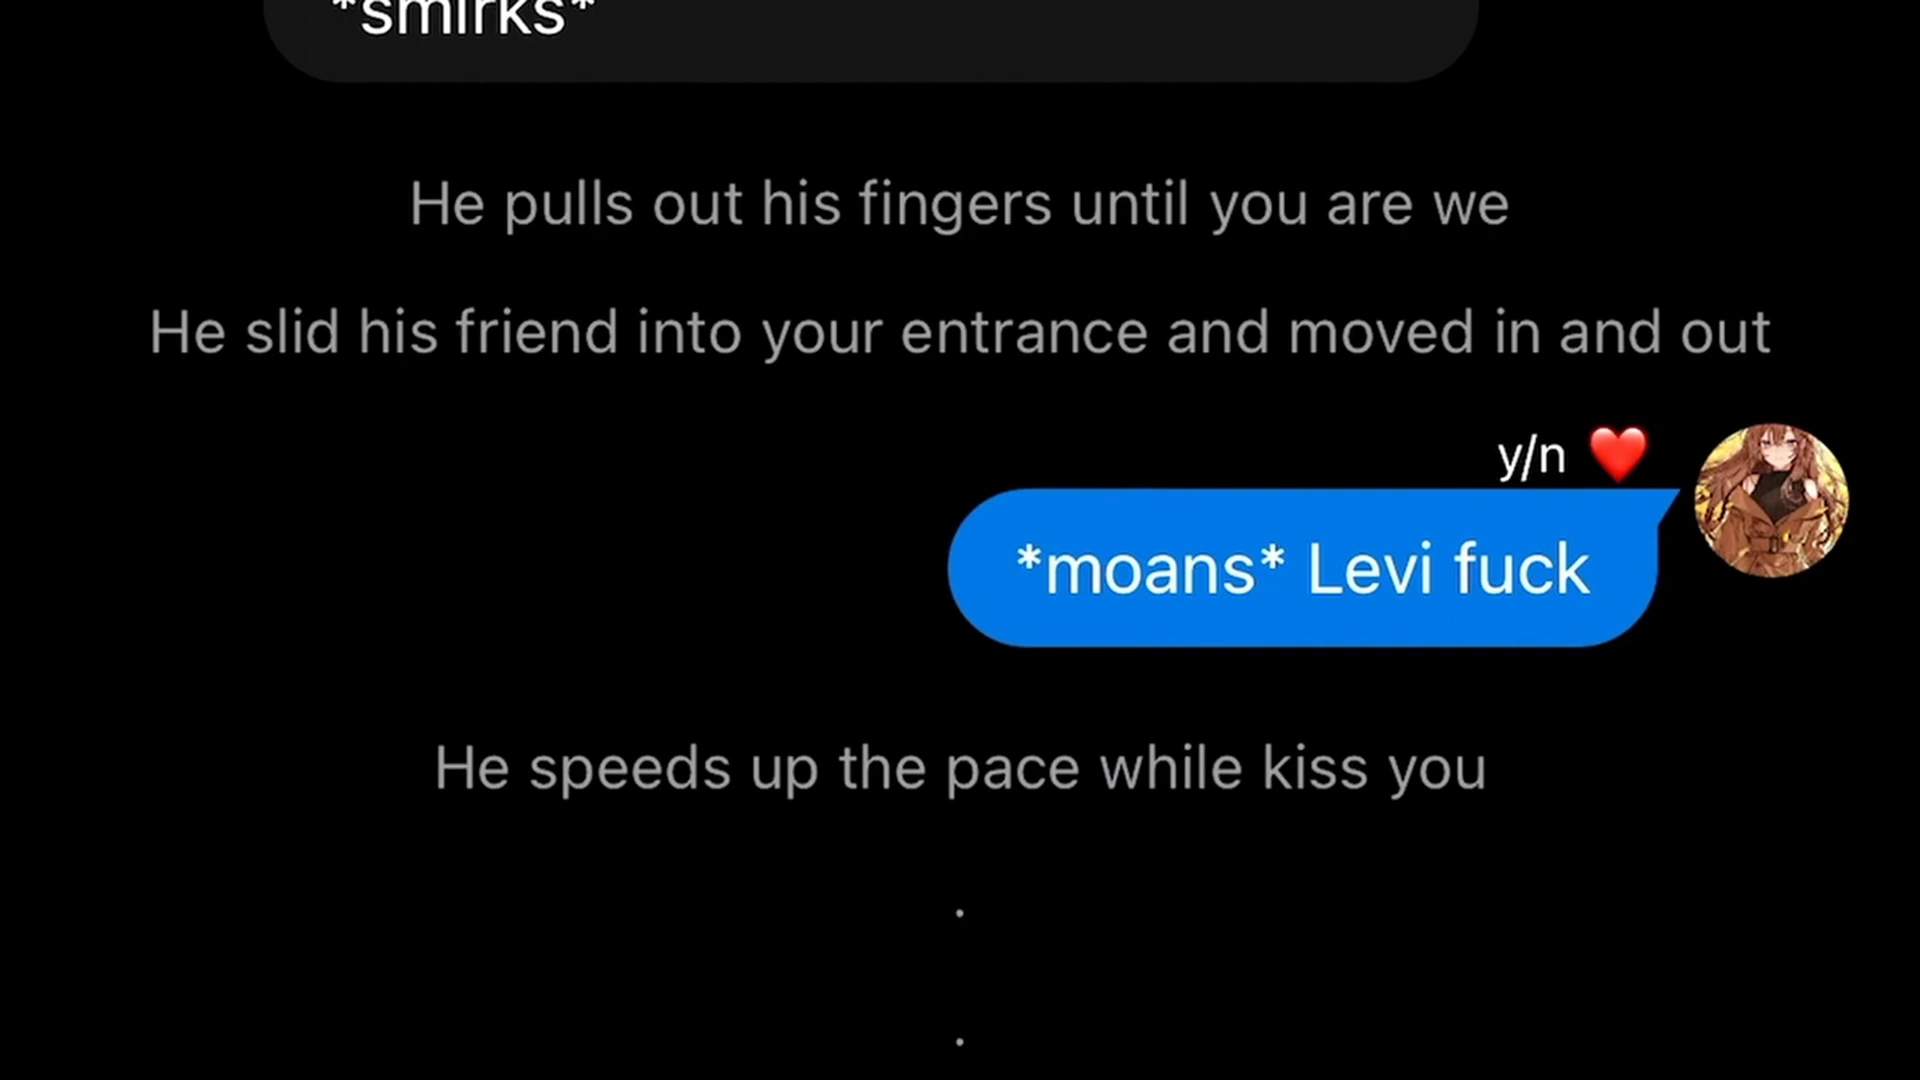 *smirks*
He pulls out his fingers until you are we
He slid his friend into your entrance and moved in and out
y/n ❤️
*moans* Levi fuck
He speeds up the pace while kiss you
.
.